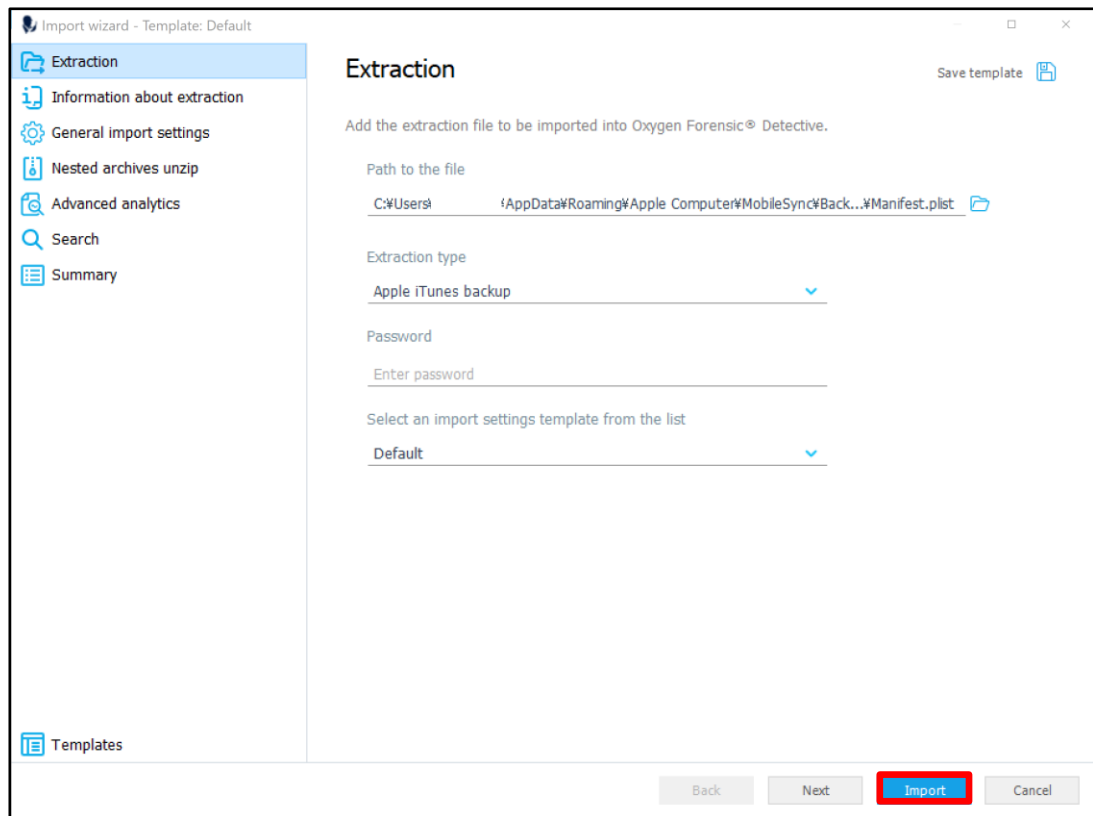 Import wizard - Template: Default
Extraction
Information about extraction
General import settings
Nested archives unzip
Advanced analytics
Search
Summary
Templates
Extraction
Save template
Add the extraction file to be imported into Oxygen Forensic® Detective.
Path to the file
C:¥Users¥ ¥AppData¥Roaming¥Apple Computer¥MobileSync¥Back...¥Manifest.plist
Extraction type
Apple iTunes backup
Password
Enter password
Select an import settings template from the list
Default
Back Next Import Cancel